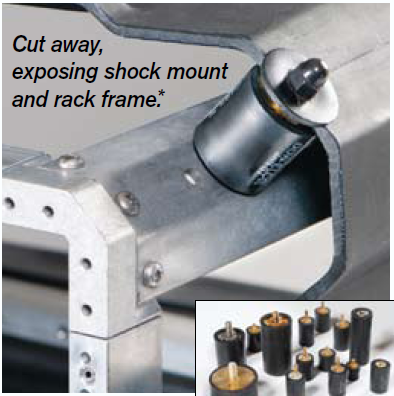 Cut away,
exposing shock mount
and rack frame.*